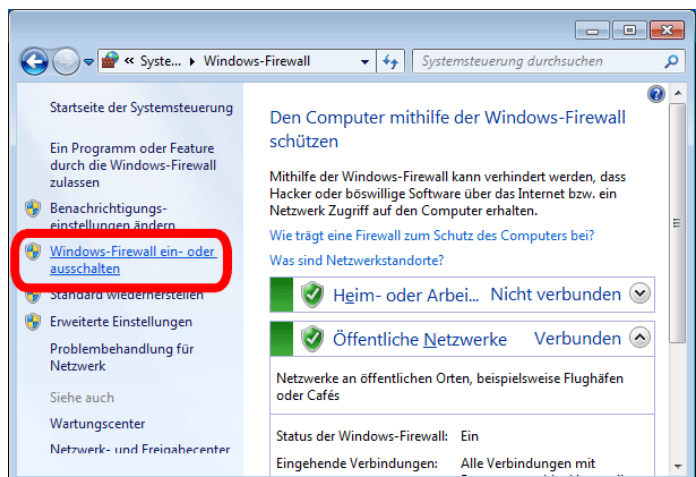 « Syste... ▸ Windows-Firewall
Systemsteuerung durchsuchen
Startseite der Systemsteuerung
Ein Programm oder Feature
durch die Windows-Firewall
zulassen
Benachrichtigungs-
einstellungen ändern
Windows-Firewall ein- oder
ausschalten
Standard wiederherstellen
Erweiterte Einstellungen
Problembehandlung für
Netzwerk
Siehe auch
Wartungscenter
Netzwerk- und Freigabecenter
Den Computer mithilfe der Windows-Firewall
schützen
Mithilfe der Windows-Firewall kann verhindert werden, dass
Hacker oder böswillige Software über das Internet bzw. ein
Netzwerk Zugriff auf den Computer erhalten.
Wie trägt eine Firewall zum Schutz des Computers bei?
Was sind Netzwerkstandorte?
Heim- oder Arbei... Nicht verbunden
Öffentliche Netzwerke Verbunden
Netzwerke an öffentlichen Orten, beispielsweise Flughäfen
oder Cafés
Status der Windows-Firewall: Ein
Eingehende Verbindungen: Alle Verbindungen mit